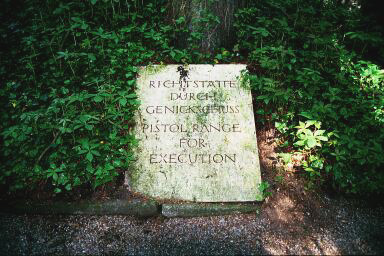 RICHTSTÄTTE
DURCH
GENICKSCHUSS
PISTOL RANGE
FOR
EXECUTION